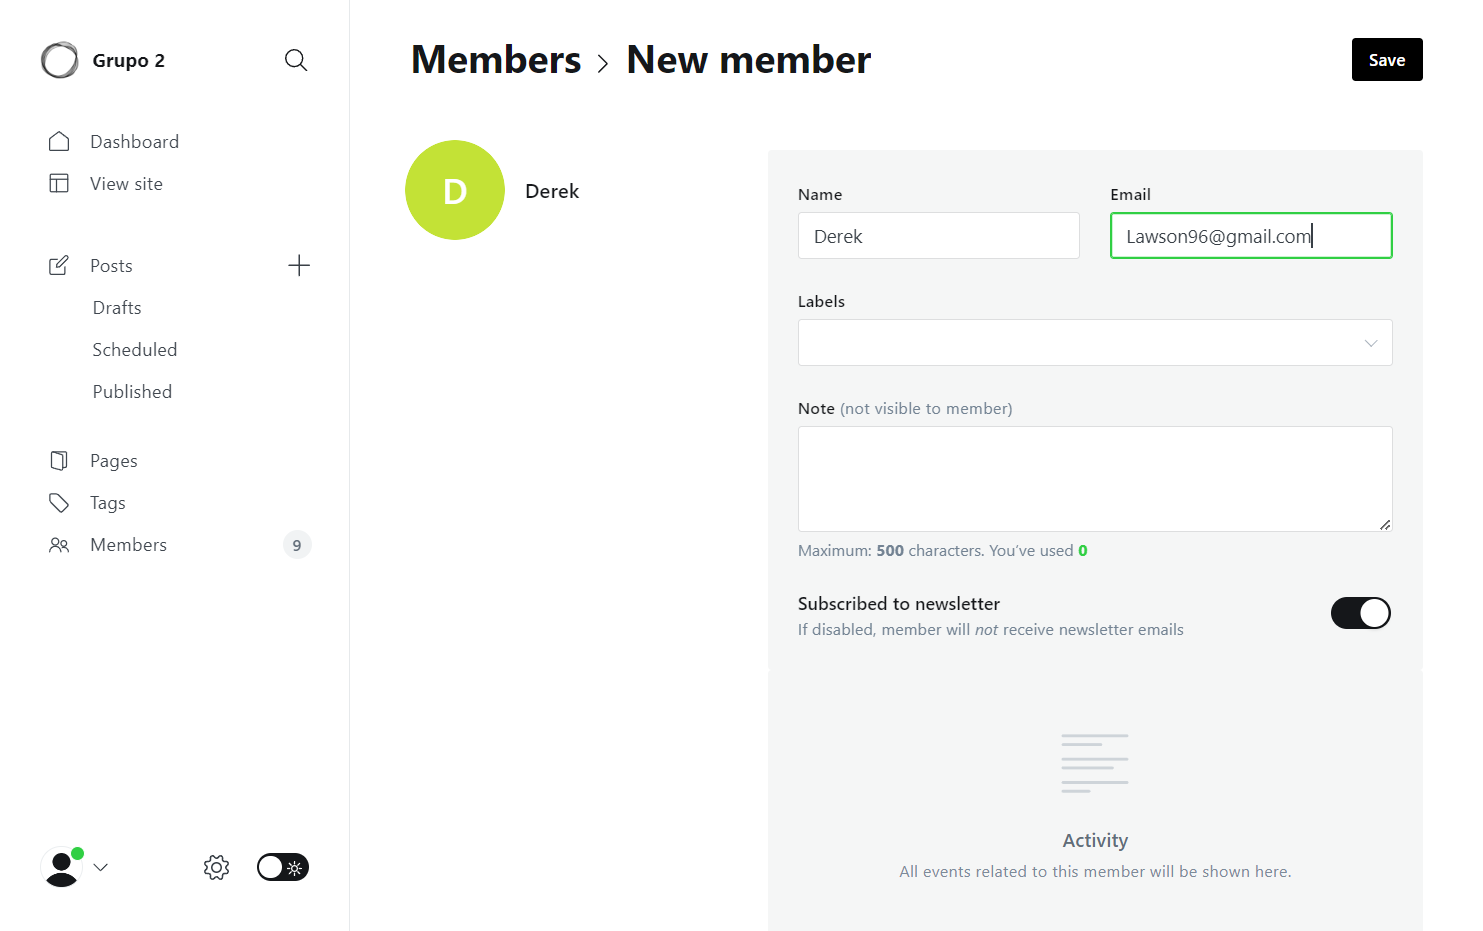 Grupo 2
Dashboard
View site
Posts
Drafts
Scheduled
Published
Pages
Tags
Members
9
Members > New member
Save
D
Derek
Name
Email
Derek
Lawson96@gmail.com
Labels
Note (not visible to member)
Maximum: 500 characters. You’ve used 0
Subscribed to newsletter
If disabled, member will not receive newsletter emails
Activity
All events related to this member will be shown here.